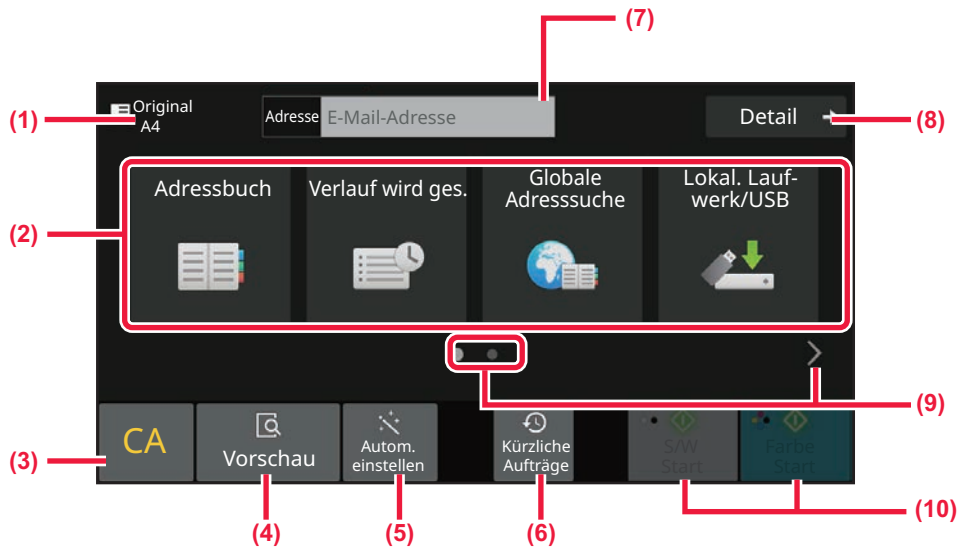 (7)
(1)
Original
A4
Adresse E-Mail-Adresse
Detail
(8)
(2)
Adressbuch
Verlauf wird ges.
Globale
Adresssuche
Lokal. Lauf-
werk/USB
(9)
(3)
CA
Vorschau
Autom.
einstellen
Kürzliche
Aufträge
S/W
Start
Farbe
Start
(4)
(5)
(6)
(10)